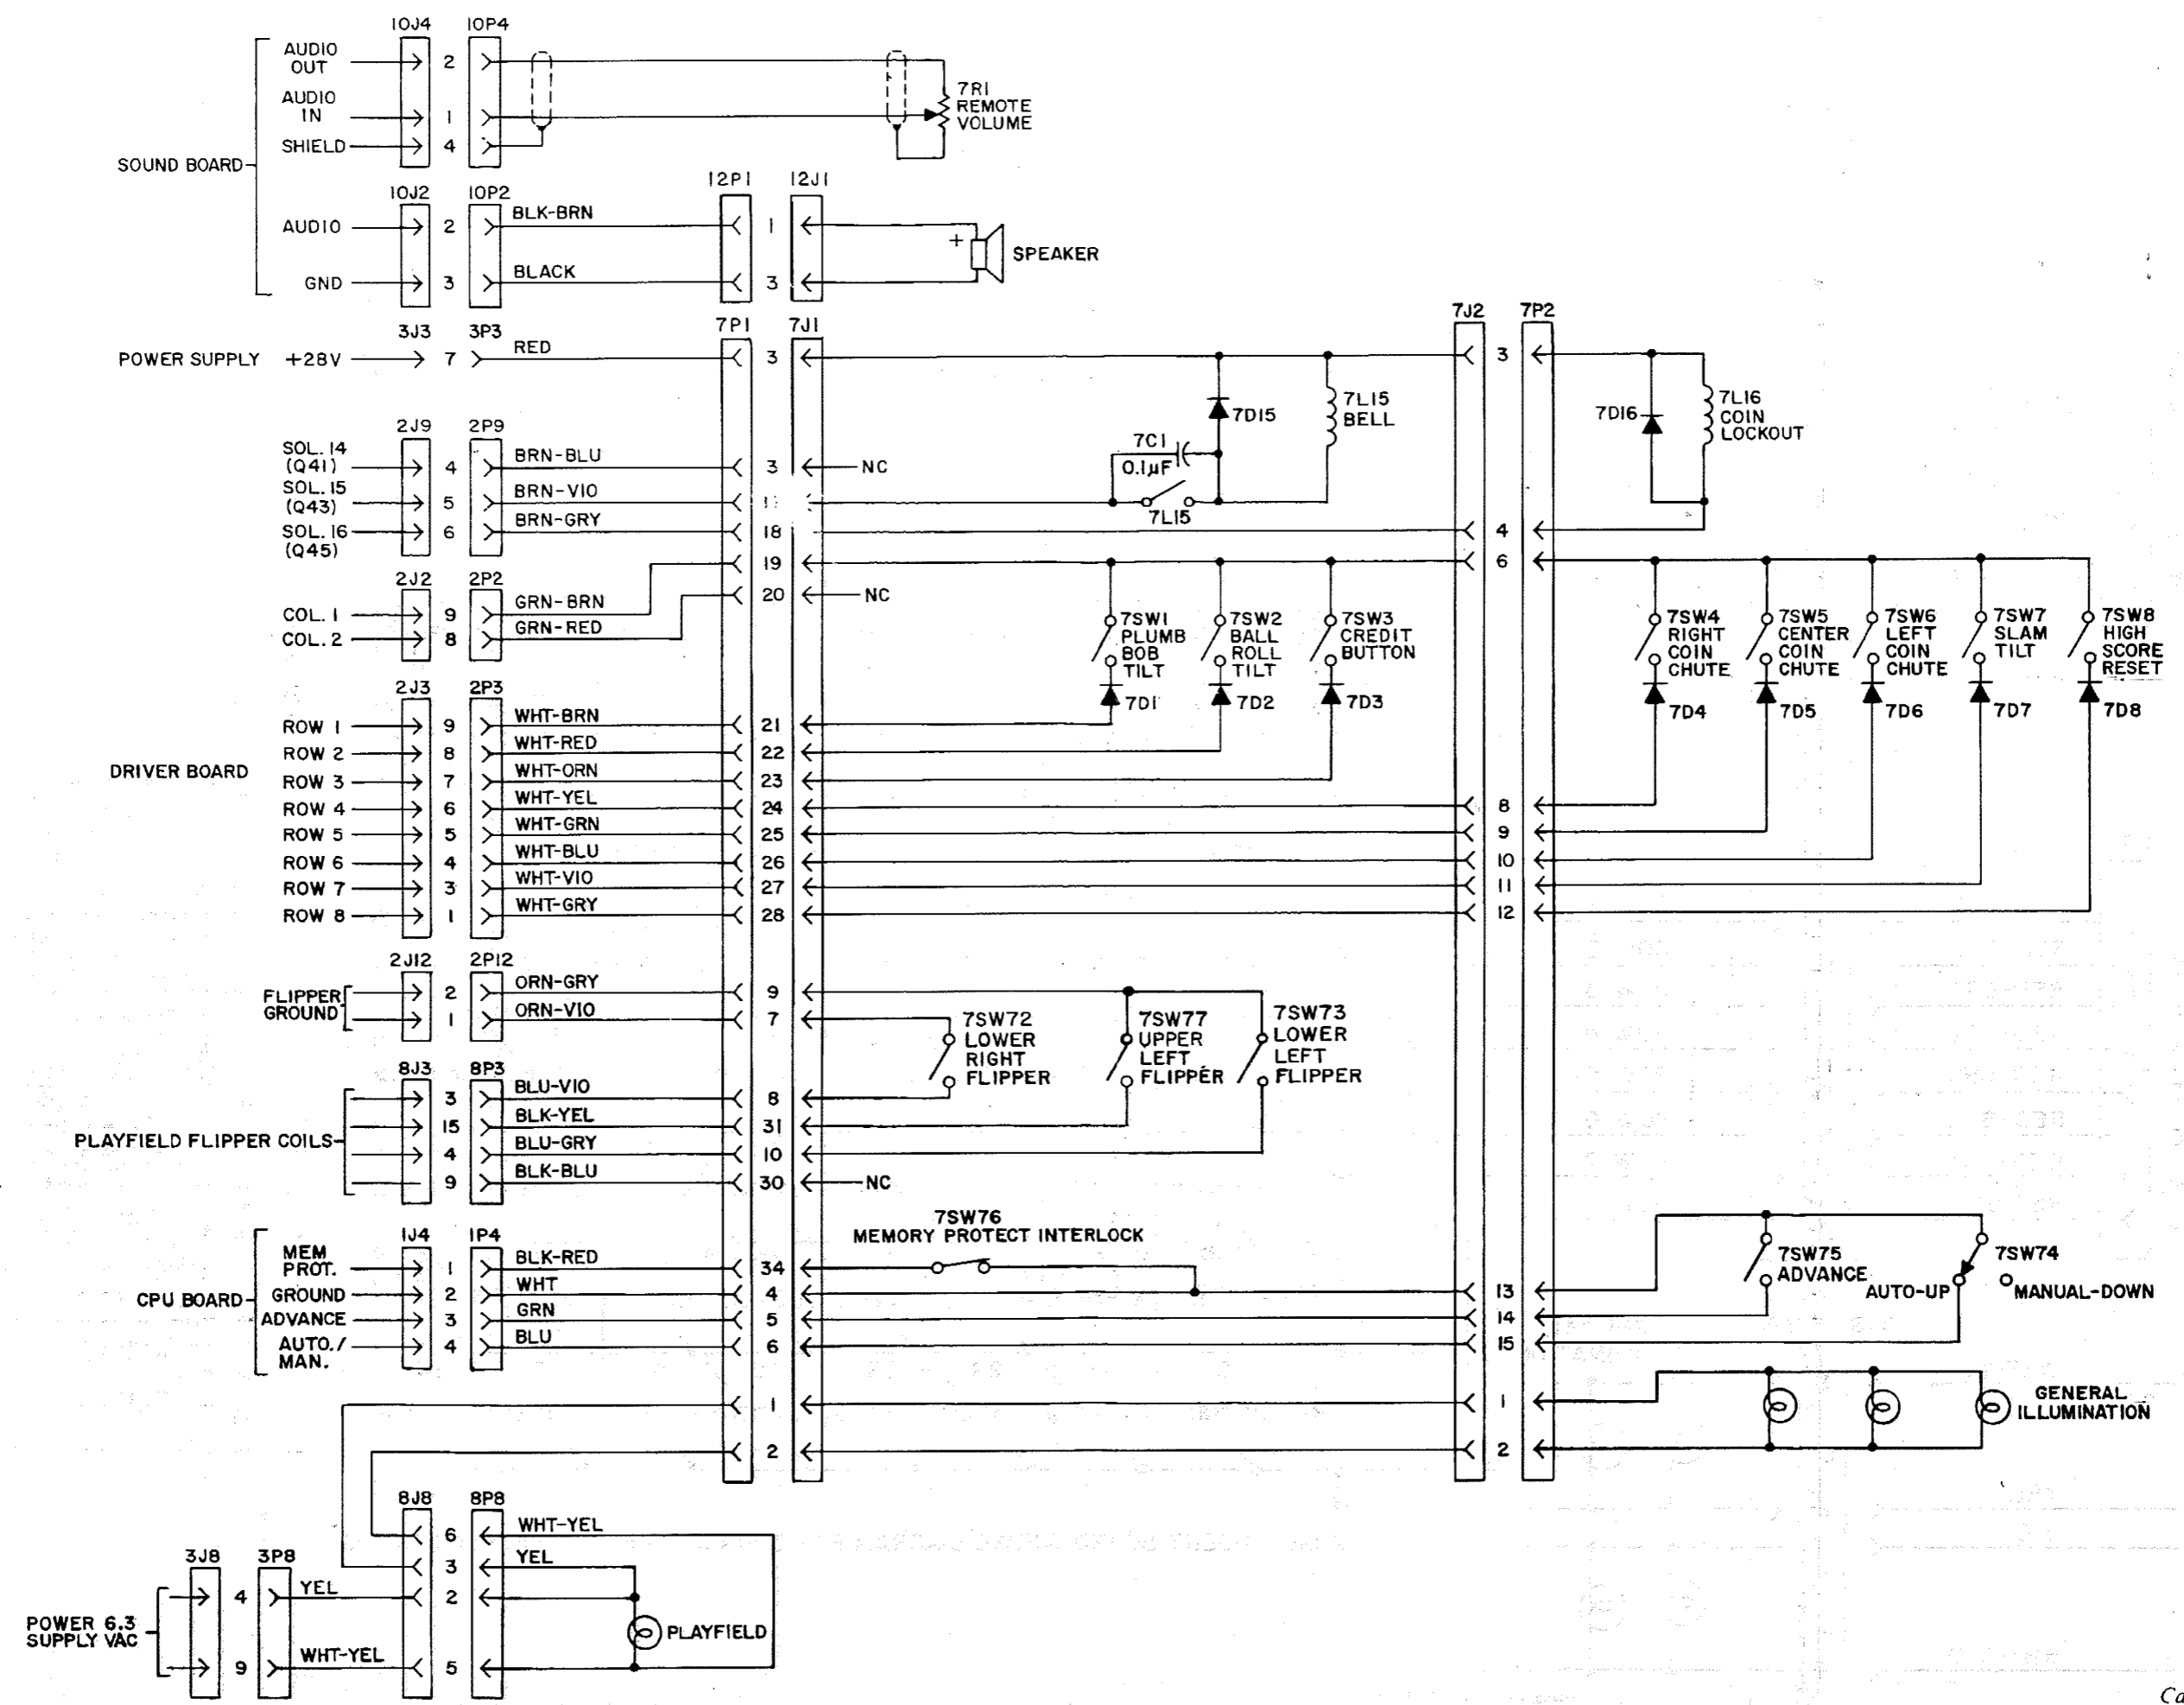 10J4 10P4
AUDIO OUT 2
AUDIO IN 1
SHIELD 4
7R1
REMOTE
VOLUME
SOUND BOARD
10J2 10P2 12P1 12J1
AUDIO 2 BLK-BRN 1
+ SPEAKER
GND 3 BLACK 3
3J3 3P3 7P1 7J1 7J2 7P2
POWER SUPPLY +28V 7 RED 3 3
7D15
7L15
BELL
7D16
7L16
COIN
LOCKOUT
7C1
0.1µF
7L15
2J9 2P9
SOL. 14
(Q41) 4 BRN-BLU 3 NC
SOL. 15
(Q43) 5 BRN-VIO
SOL. 16
(Q45) 6 BRN-GRY 18 4
19 6
20 NC
2J2 2P2
COL. 1 9 GRN-BRN
COL. 2 8 GRN-RED
7SW1
PLUMB
BOB
TILT
7D1
7SW2
BALL
ROLL
TILT
7D2
7SW3
CREDIT
BUTTON
7D3
7SW4
RIGHT
COIN
CHUTE
7D4
7SW5
CENTER
COIN
CHUTE
7D5
7SW6
LEFT
COIN
CHUTE
7D6
7SW7
SLAM
TILT
7D7
7SW8
HIGH
SCORE
RESET
7D8
DRIVER BOARD
2J3 2P3
ROW 1 9 WHT-BRN 21
ROW 2 8 WHT-RED 22
ROW 3 7 WHT-ORN 23
ROW 4 6 WHT-YEL 24 8
ROW 5 5 WHT-GRN 25 9
ROW 6 4 WHT-BLU 26 10
ROW 7 3 WHT-VIO 27 11
ROW 8 1 WHT-GRY 28 12
2J12 2P12
FLIPPER
GROUND
2 ORN-GRY 9
1 ORN-VIO 7
7SW72
LOWER
RIGHT
FLIPPER
7SW77
UPPER
LEFT
FLIPPER
7SW73
LOWER
LEFT
FLIPPER
8J3 8P3
PLAYFIELD FLIPPER COILS
3 BLU-VIO 8
15 BLK-YEL 31
4 BLU-GRY 10
9 BLK-BLU 30 NC
7SW76
MEMORY PROTECT INTERLOCK
1J4 1P4
CPU BOARD
MEM
PROT. 1 BLK-RED 34
GROUND 2 WHT 4 13
ADVANCE 3 GRN 5 14
AUTO./
MAN. 4 BLU 6 15
7SW75
ADVANCE
7SW74
AUTO-UP MANUAL-DOWN
1 1
2 2
GENERAL
ILLUMINATION
8J8 8P8
6 WHT-YEL
3 YEL
2
5
PLAYFIELD
3J8 3P8
POWER 6.3
SUPPLY VAC
4 YEL
9 WHT-YEL